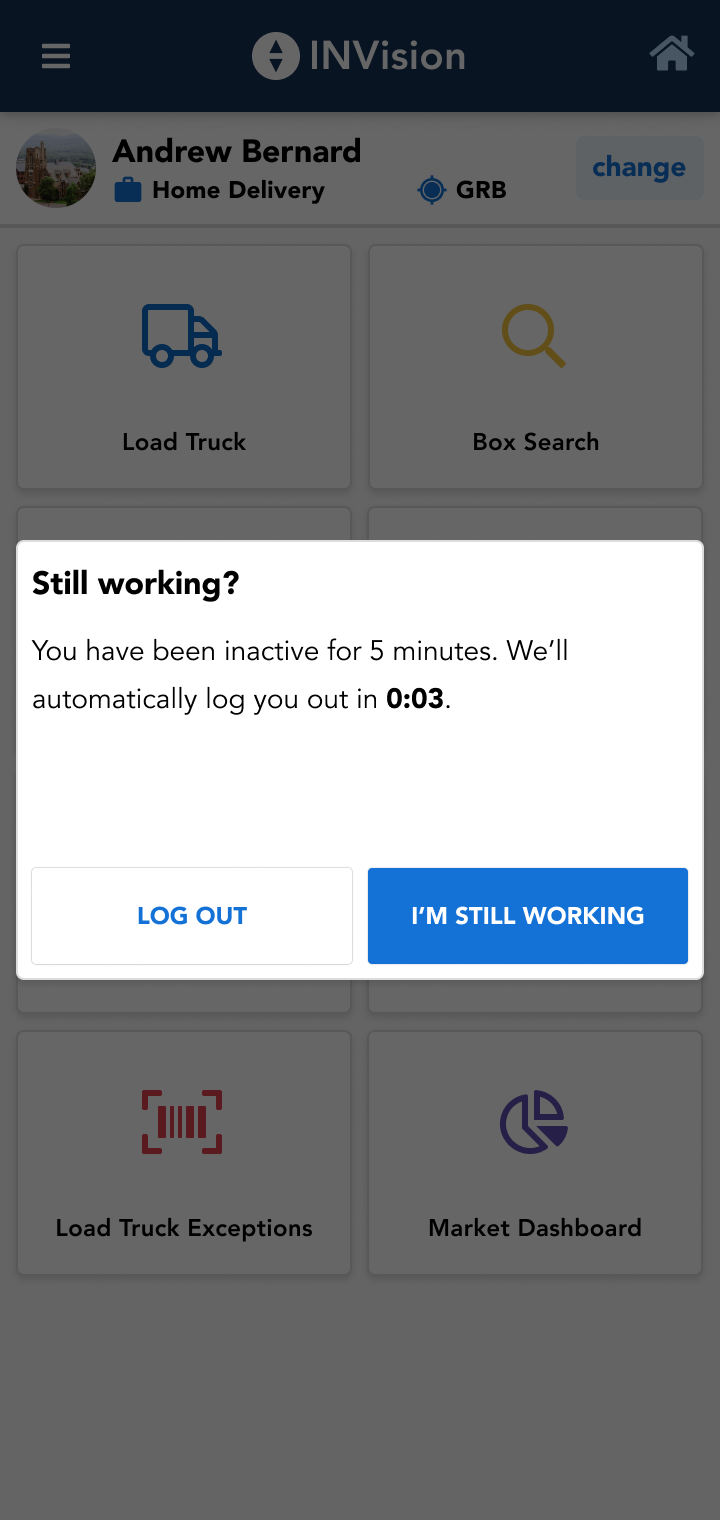 INVision
Andrew Bernard
Home Delivery
GRB
change
Load Truck
Box Search
Still working?
You have been inactive for 5 minutes. We’ll
automatically log you out in 0:03.
LOG OUT
I’M STILL WORKING
Load Truck Exceptions
Market Dashboard